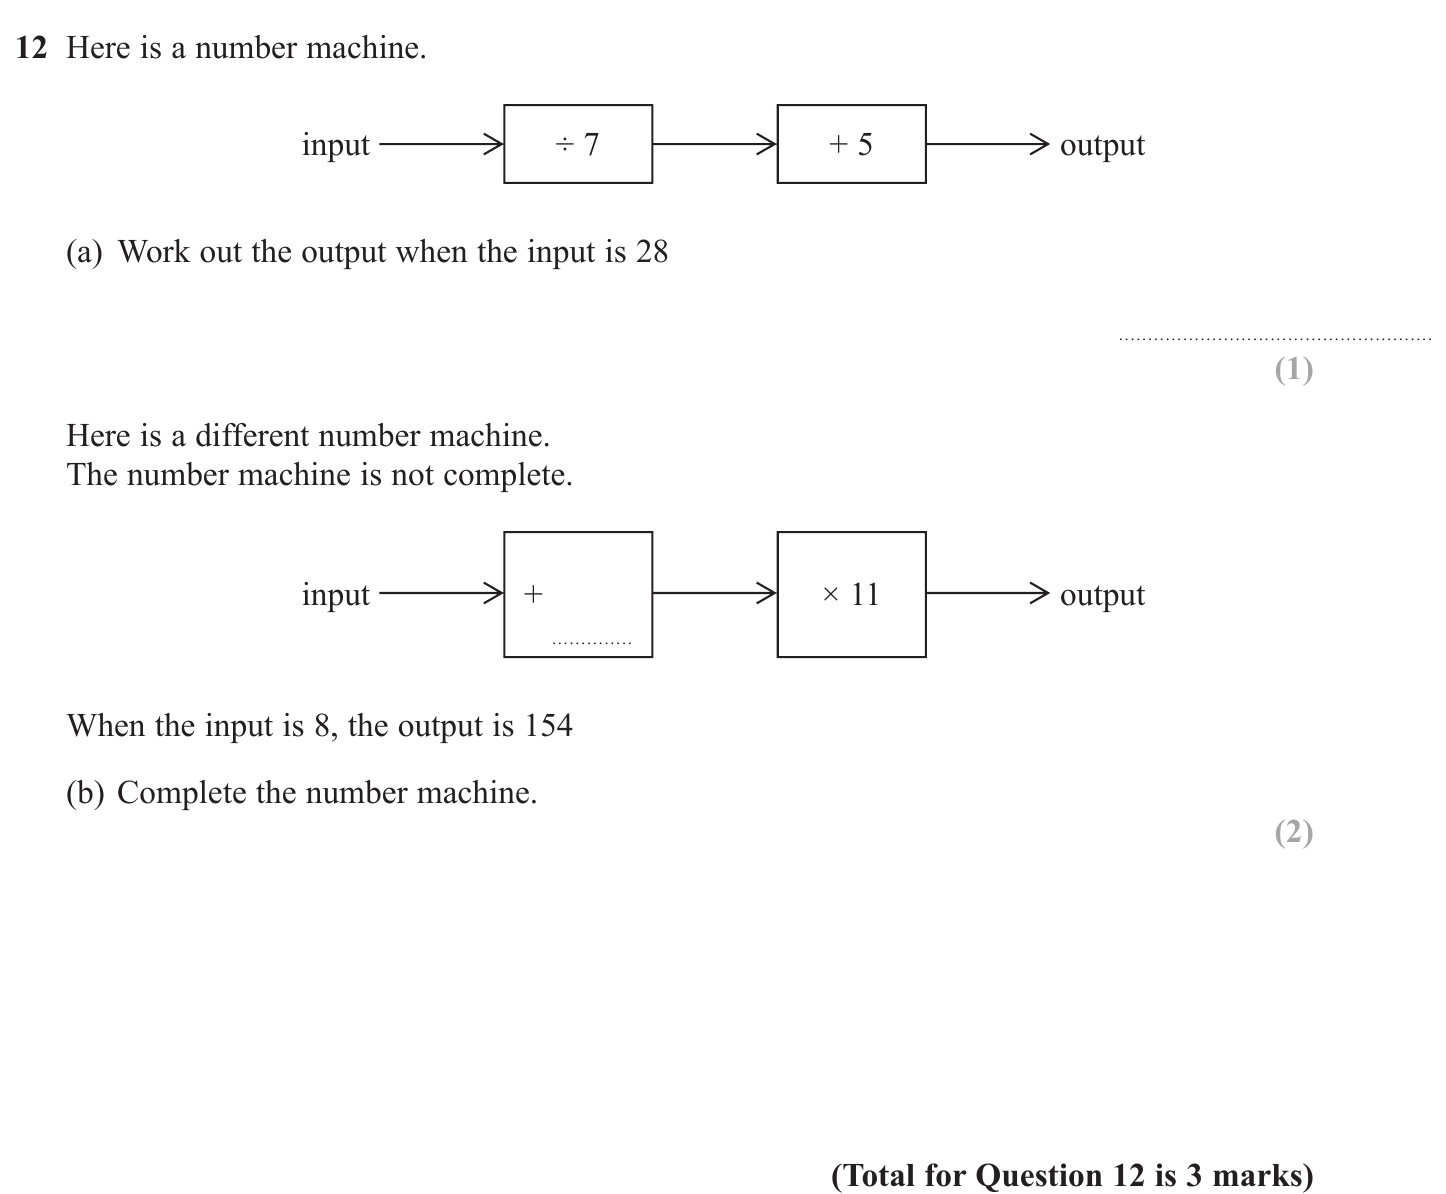 12 Here is a number machine.
input ÷ 7 + 5 output
(a) Work out the output when the input is 28
(1)
Here is a different number machine.
The number machine is not complete.
input + .............. × 11 output
When the input is 8, the output is 154
(b) Complete the number machine.
(2)
(Total for Question 12 is 3 marks)